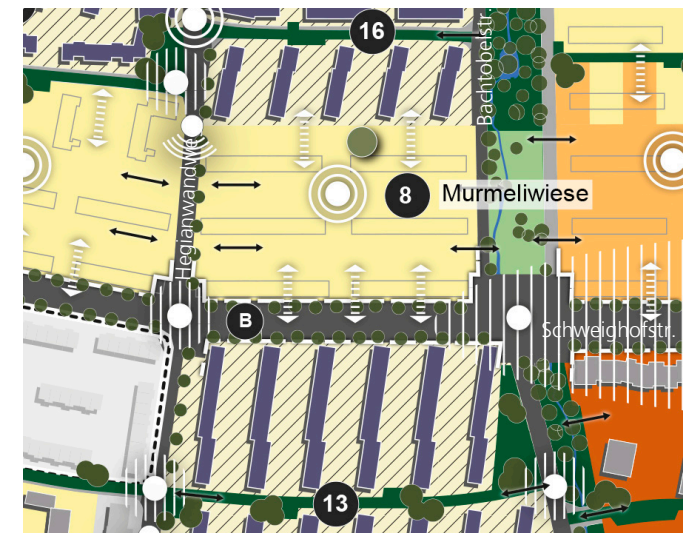 16
Bachtobelstr.
Hegianwandweg
8
Murmeliwiese
B
Schweighofstr.
13